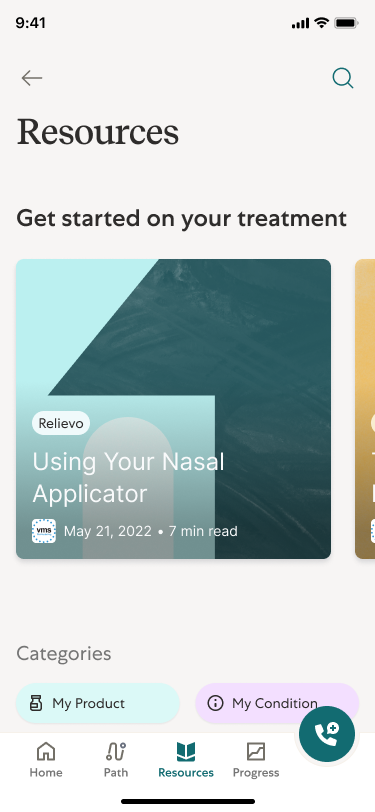 9:41
Resources
Get started on your treatment
Relievo
Using Your Nasal
Applicator
vms
May 21, 2022 • 7 min read
Categories
My Product
My Condition
Home
Path
Resources
Progress